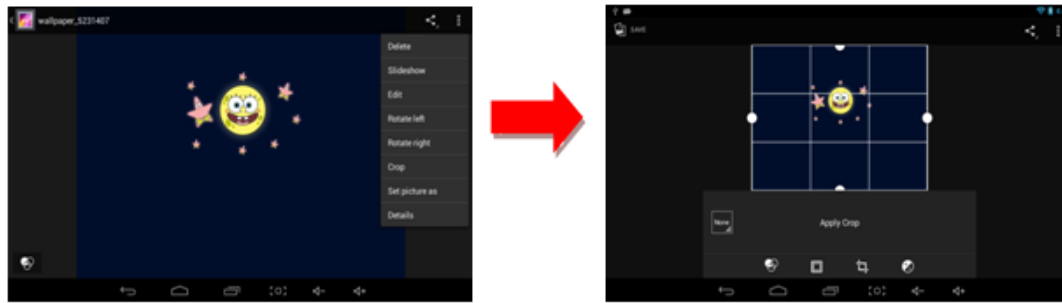 wallpaper_5231407
Delete
Slideshow
Edit
Rotate left
Rotate right
Crop
Set picture as
Details
SAVE
None
Apply Crop